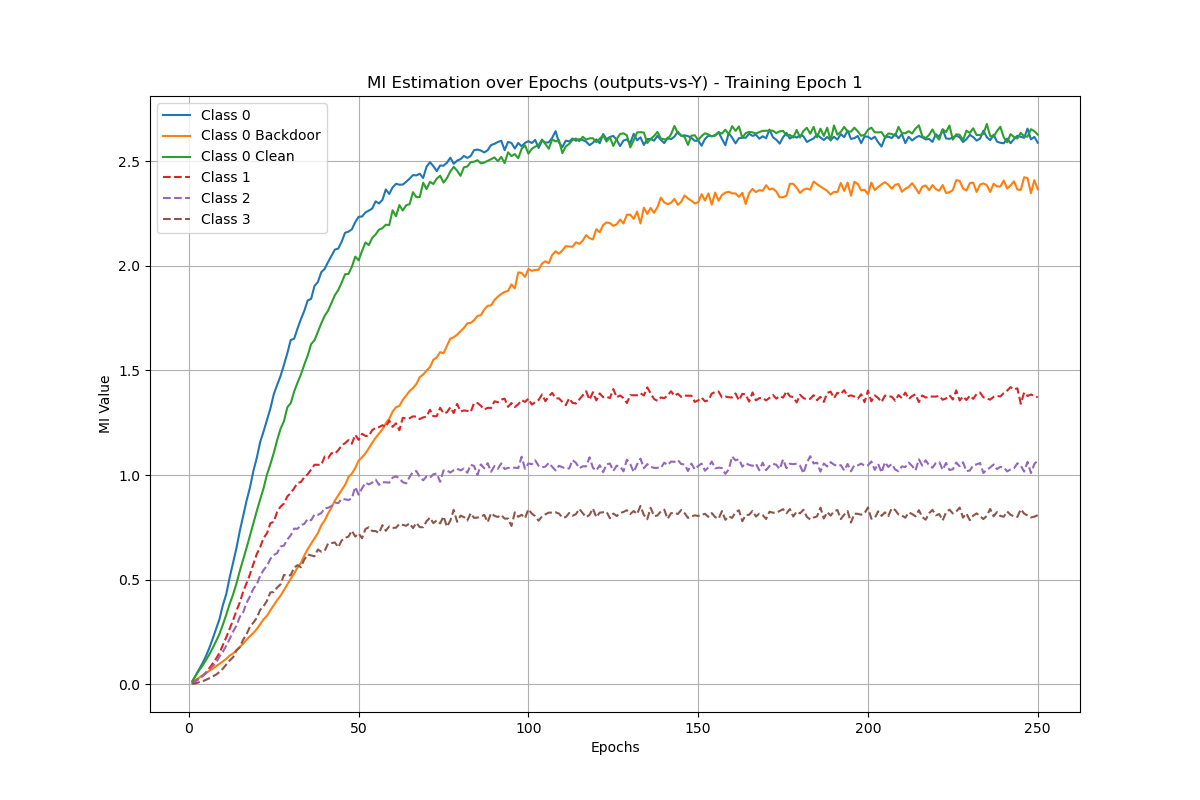 MI Estimation over Epochs (outputs-vs-Y) - Training Epoch 1
Class 0
Class 0 Backdoor
Class 0 Clean
Class 1
Class 2
Class 3
2.5
2.0
1.5
1.0
0.5
0.0
MI Value
0 50 100 150 200 250
Epochs